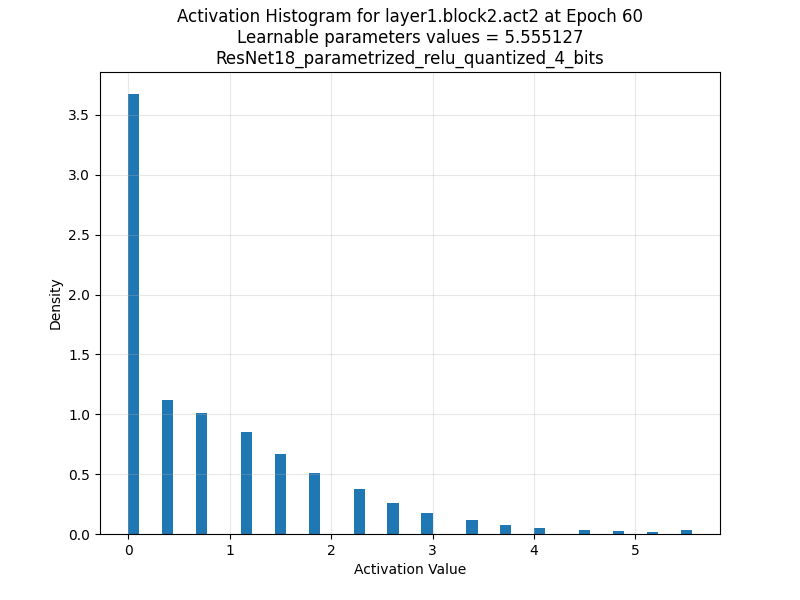 Activation Histogram for layer1.block2.act2 at Epoch 60
Learnable parameters values = 5.555127
ResNet18_parametrized_relu_quantized_4_bits
3.5
3.0
2.5
2.0
1.5
1.0
0.5
0.0
Density
0 1 2 3 4 5
Activation Value